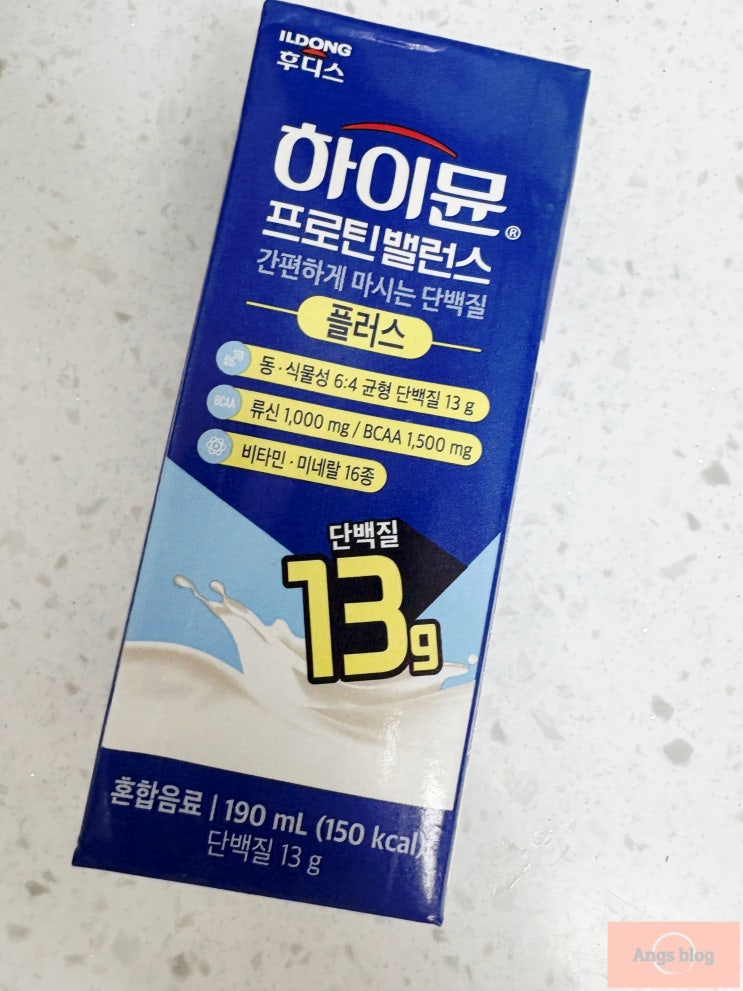 ILDONG
후디스
하이뮨®
프로틴밸런스
간편하게 마시는 단백질
플러스
동·식물성 6:4 균형 단백질 13 g
BCAA
류신 1,000 mg / BCAA 1,500 mg
비타민·미네랄 16종
단백질
13g
혼합음료 | 190 mL (150 kcal)
단백질 13 g
Angs blog